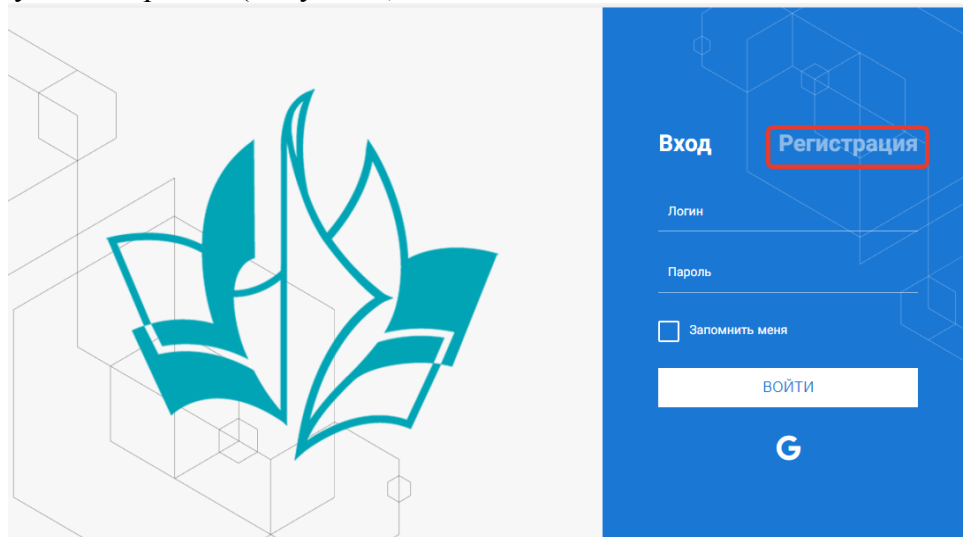 Вход
Регистрация
Логин
Пароль
Запомнить меня
ВОЙТИ
G